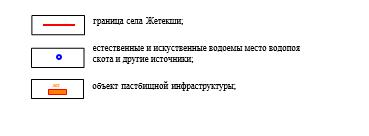 граница села Жетекши;
естественные и искуственные водоемы место водопоя
скота и другие источники;
объект пастбищной инфраструктуры;